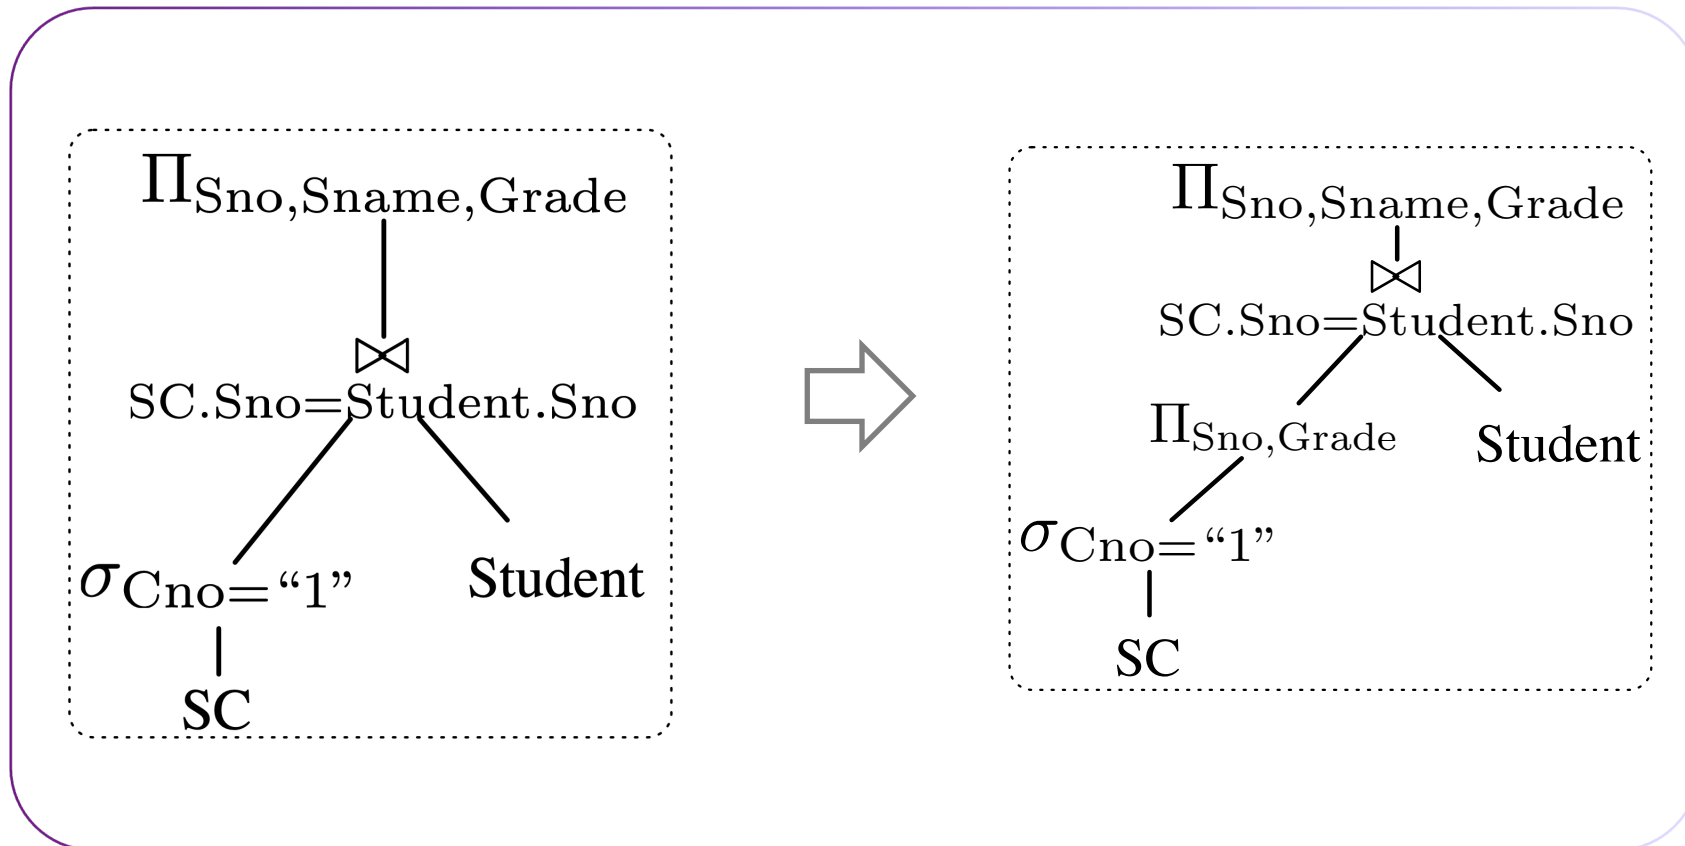 ΠSno,Sname,Grade
⋈
SC.Sno=Student.Sno
σCno=“1”
Student
SC
ΠSno,Sname,Grade
⋈
SC.Sno=Student.Sno
ΠSno,Grade
Student
σCno=“1”
SC